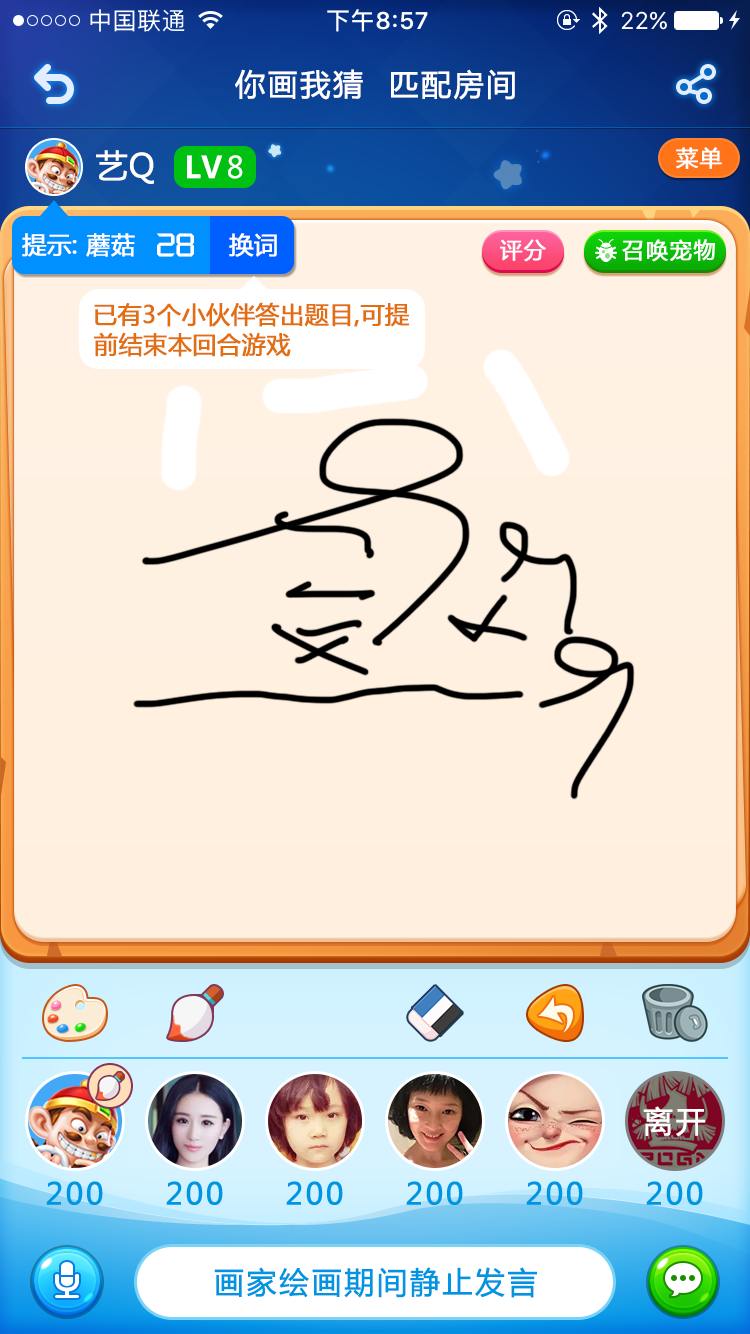 中国联通 下午8:57 22%
你画我猜 匹配房间
艺Q LV8 菜单
提示: 蘑菇 28 换词 评分 召唤宠物
已有3个小伙伴答出题目,可提
前结束本回合游戏
离开
200 200 200 200 200 200
画家绘画期间静止发言